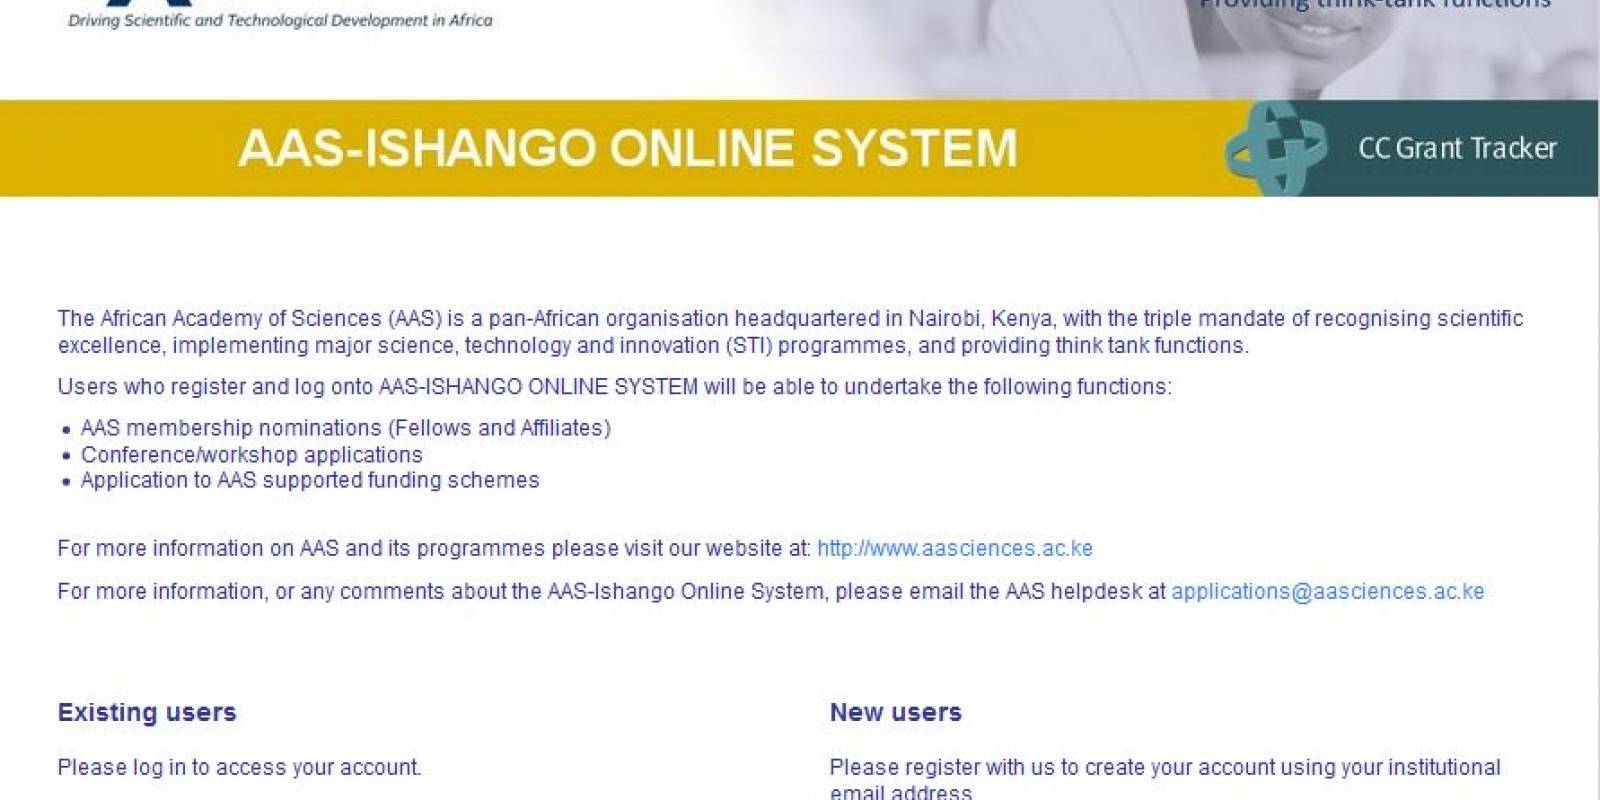 Driving Scientific and Technological Development in Africa
Providing think-tank functions
AAS-ISHANGO ONLINE SYSTEM
CC Grant Tracker
The African Academy of Sciences (AAS) is a pan-African organisation headquartered in Nairobi, Kenya, with the triple mandate of recognising scientific
excellence, implementing major science, technology and innovation (STI) programmes, and providing think tank functions.
Users who register and log onto AAS-ISHANGO ONLINE SYSTEM will be able to undertake the following functions:
• AAS membership nominations (Fellows and Affiliates)
• Conference/workshop applications
• Application to AAS supported funding schemes
For more information on AAS and its programmes please visit our website at: http://www.aasciences.ac.ke
For more information, or any comments about the AAS-Ishango Online System, please email the AAS helpdesk at applications@aasciences.ac.ke
Existing users
Please log in to access your account.
New users
Please register with us to create your account using your institutional
email address